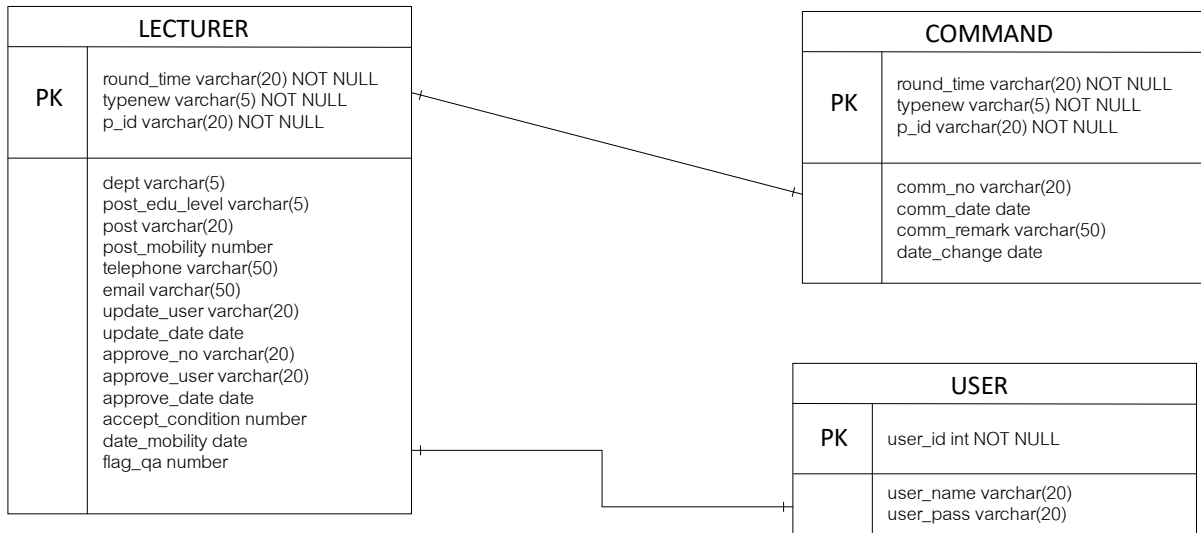 LECTURER
PK
round_time varchar(20) NOT NULL
typenew varchar(5) NOT NULL
p_id varchar(20) NOT NULL
dept varchar(5)
post_edu_level varchar(5)
post varchar(20)
post_mobility number
telephone varchar(50)
email varchar(50)
update_user varchar(20)
update_date date
approve_no varchar(20)
approve_user varchar(20)
approve_date date
accept_condition number
date_mobility date
flag_qa number
COMMAND
PK
round_time varchar(20) NOT NULL
typenew varchar(5) NOT NULL
p_id varchar(20) NOT NULL
comm_no varchar(20)
comm_date date
comm_remark varchar(50)
date_change date
USER
PK
user_id int NOT NULL
user_name varchar(20)
user_pass varchar(20)